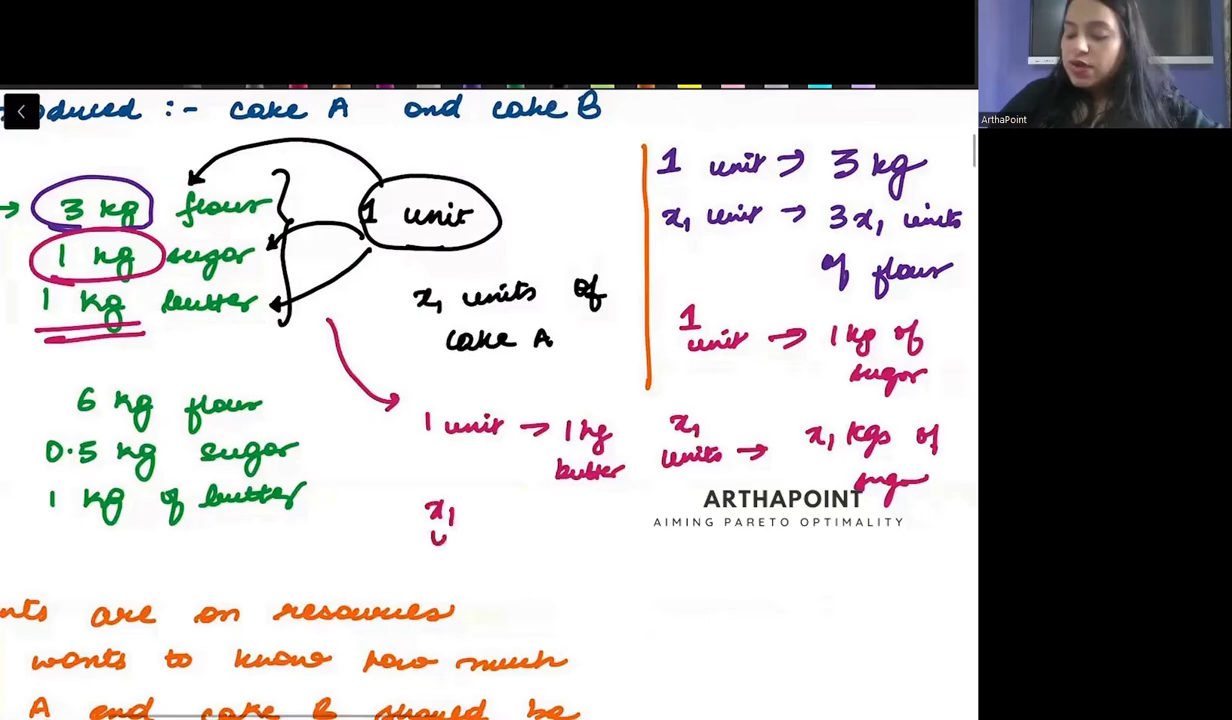 oduced :- cake A and cake B
3 kg flour
1 kg sugar
1 kg butter
1 unit
x₁ units of
cake A
6 kg flour
0.5 kg sugar
1 kg of butter
1 unit → 1 kg
butter
x₁
U
1 unit → 3 kg
x₁ unit → 3x₁ units
of flour
1
unit → 1 kg of
sugar
x₁
units → x₁ kgs of
sugar
ARTHAPOINT
AIMING PARETO OPTIMALITY
nts are on resources
wants to know how much
A and cake B should be
ArthaPoint